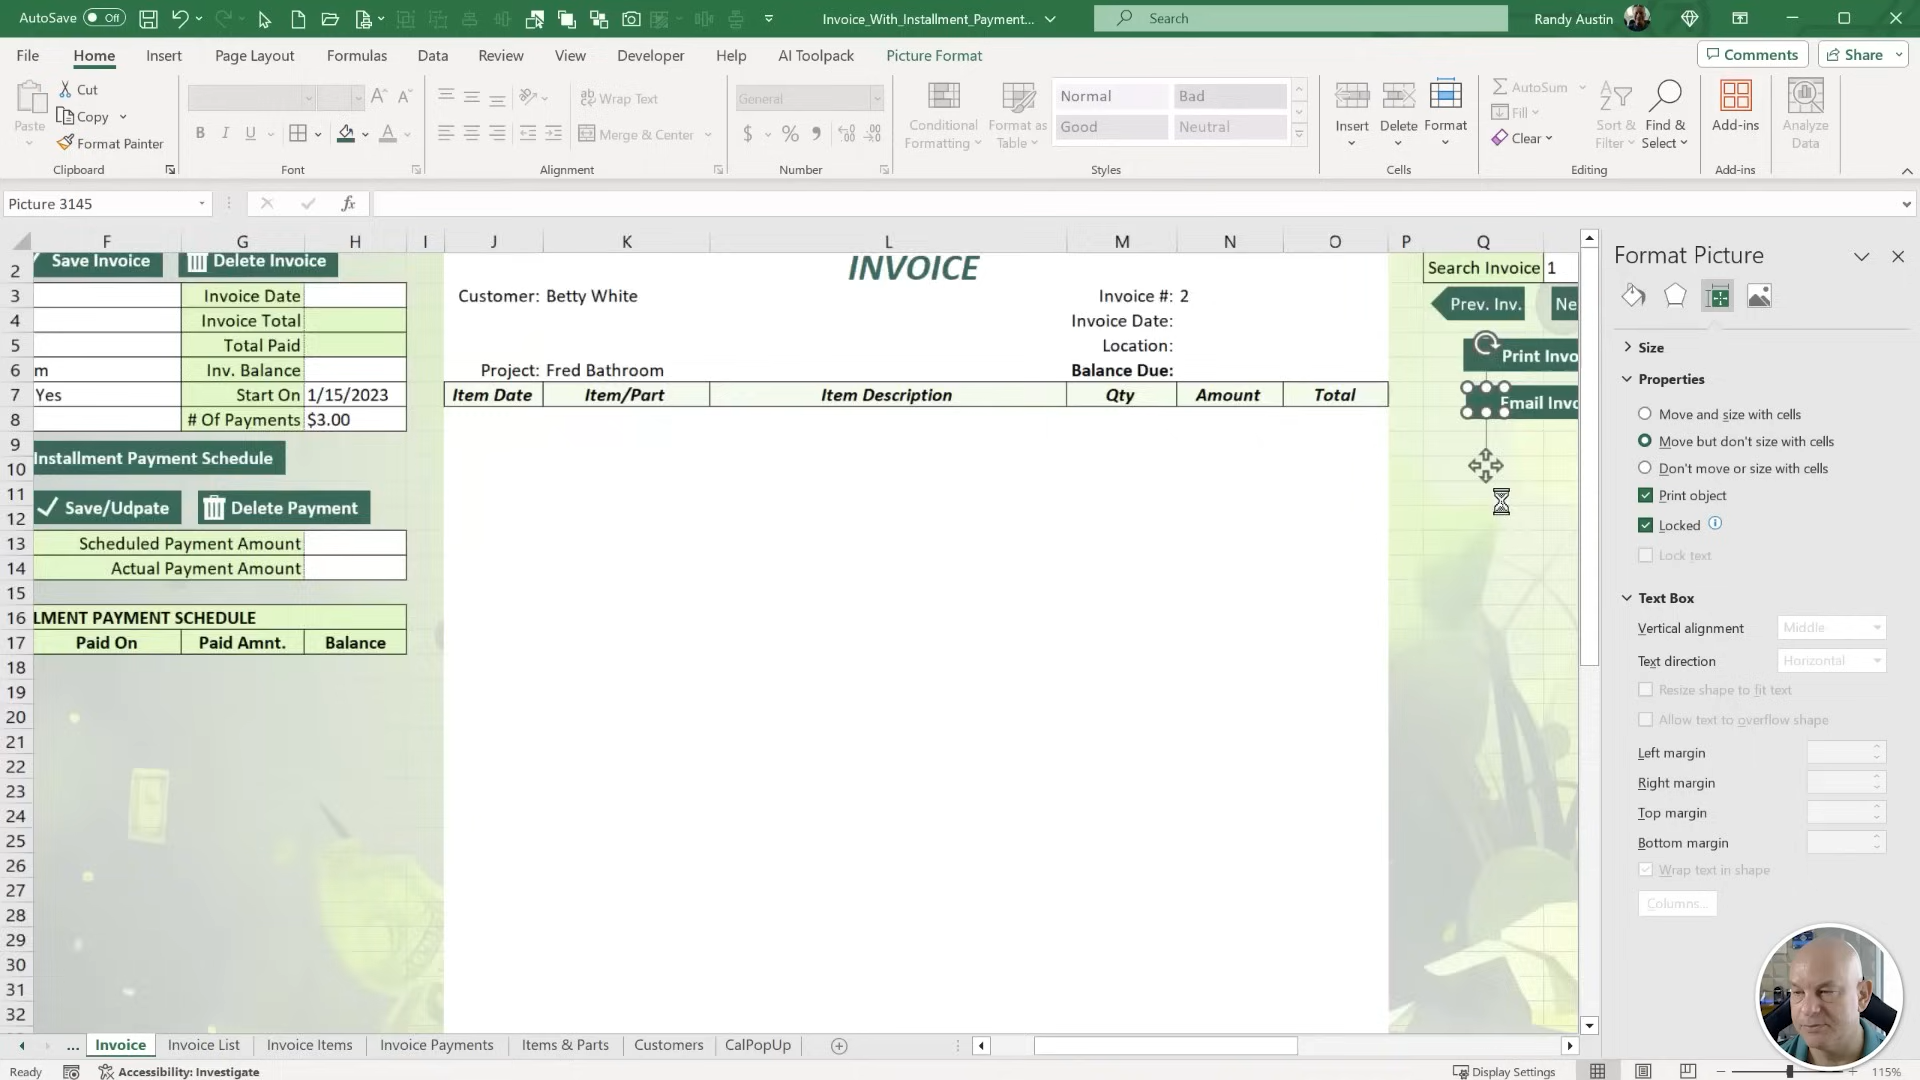 AutoSave Off Invoice_With_Installment_Payment... Search Randy Austin
File Home Insert Page Layout Formulas Data Review View Developer Help AI Toolpack Picture Format Comments Share
Paste Cut Copy Format Painter
Wrap Text Merge & Center
General
$ % 9
Conditional Formatting Format as Table
Normal Bad
Good Neutral
Insert Delete Format
AutoSum Fill Clear
Sort & Filter Find & Select
Add-ins
Analyze Data
Clipboard Font Alignment Number Styles Cells Editing Add-ins
Picture 3145 fx
F G H I J K L M N O P Q
2 Save Invoice Delete Invoice INVOICE Search Invoice 1
3 Invoice Date Customer: Betty White Invoice #: 2 Prev. Inv. Ne
4 Invoice Total Invoice Date:
5 Total Paid Location: Print Invo
6 m Inv. Balance Project: Fred Bathroom Balance Due:
7 Yes Start On 1/15/2023 Item Date Item/Part Item Description Qty Amount Total Email Invo
8 # Of Payments $3.00
9
10 Installment Payment Schedule
11
12 Save/Udpate Delete Payment
13 Scheduled Payment Amount
14 Actual Payment Amount
15
16 LMENT PAYMENT SCHEDULE
17 Paid On Paid Amnt. Balance
18
19
20
21
22
23
24
25
26
27
28
29
30
31
32
Format Picture
Size
Properties
Move and size with cells
Move but don't size with cells
Don't move or size with cells
Print object
Locked
Lock text
Text Box
Vertical alignment Middle
Text direction Horizontal
Resize shape to fit text
Allow text to overflow shape
Left margin
Right margin
Top margin
Bottom margin
Wrap text in shape
Columns...
... Invoice Invoice List Invoice Items Invoice Payments Items & Parts Customers CalPopUp
Ready Accessibility: Investigate Display Settings 115%